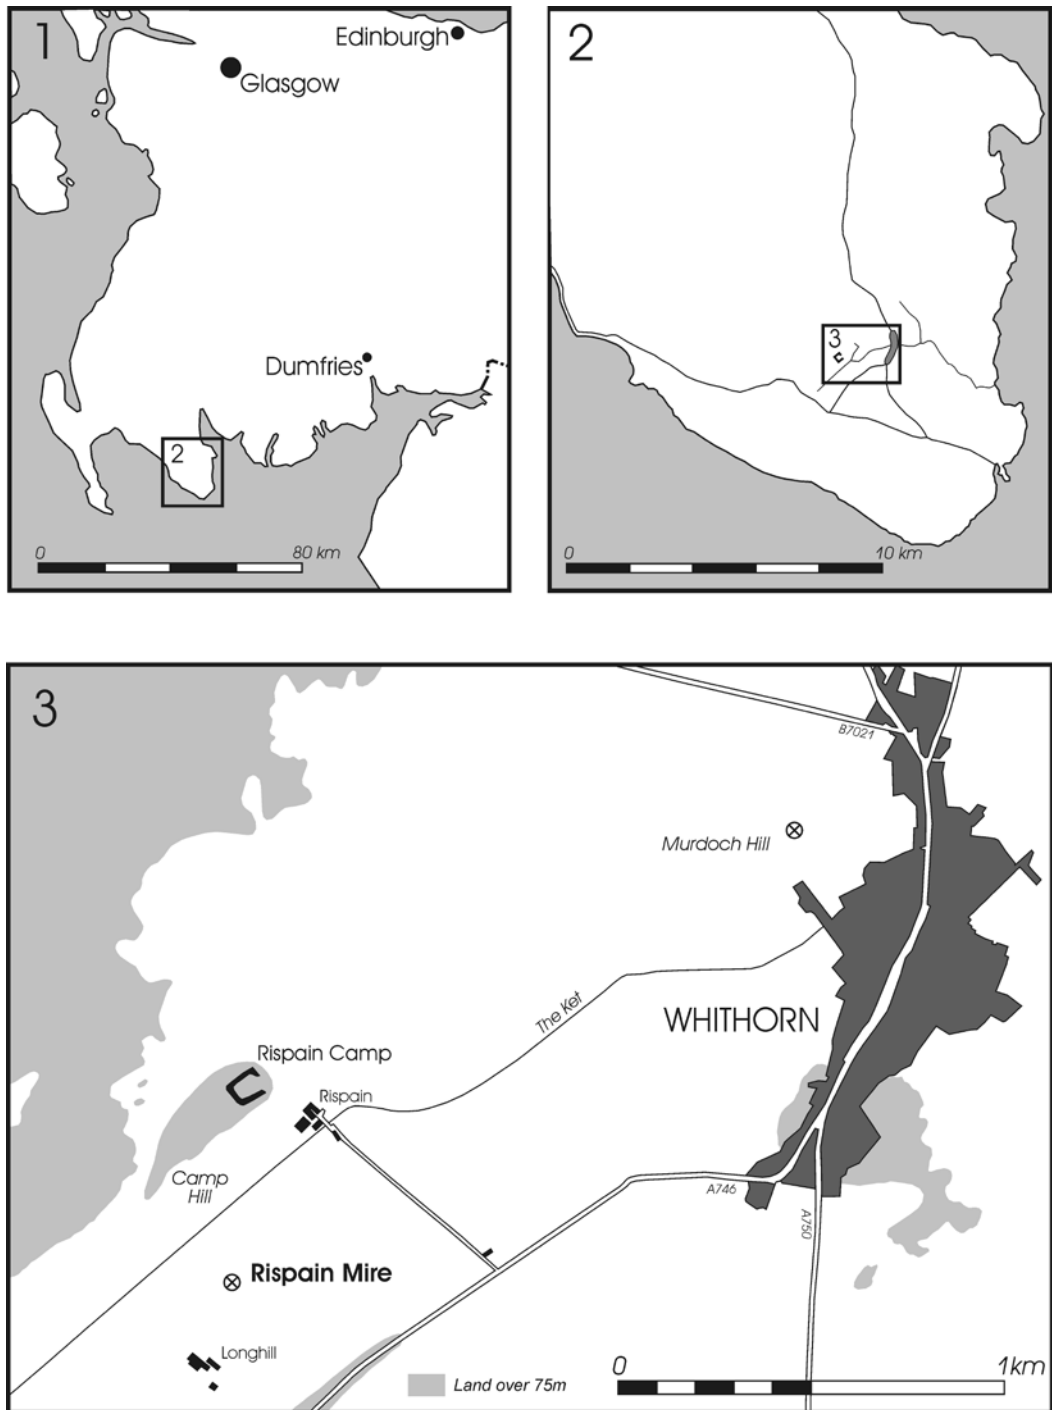 1
Edinburgh
Glasgow
Dumfries
2
0
80 km
2
3
0
10 km
3
B7021
Murdoch Hill
The Ket
WHITHORN
Rispain Camp
Rispain
Camp
Hill
A746
A750
Rispain Mire
Longhill
Land over 75m
0
1km